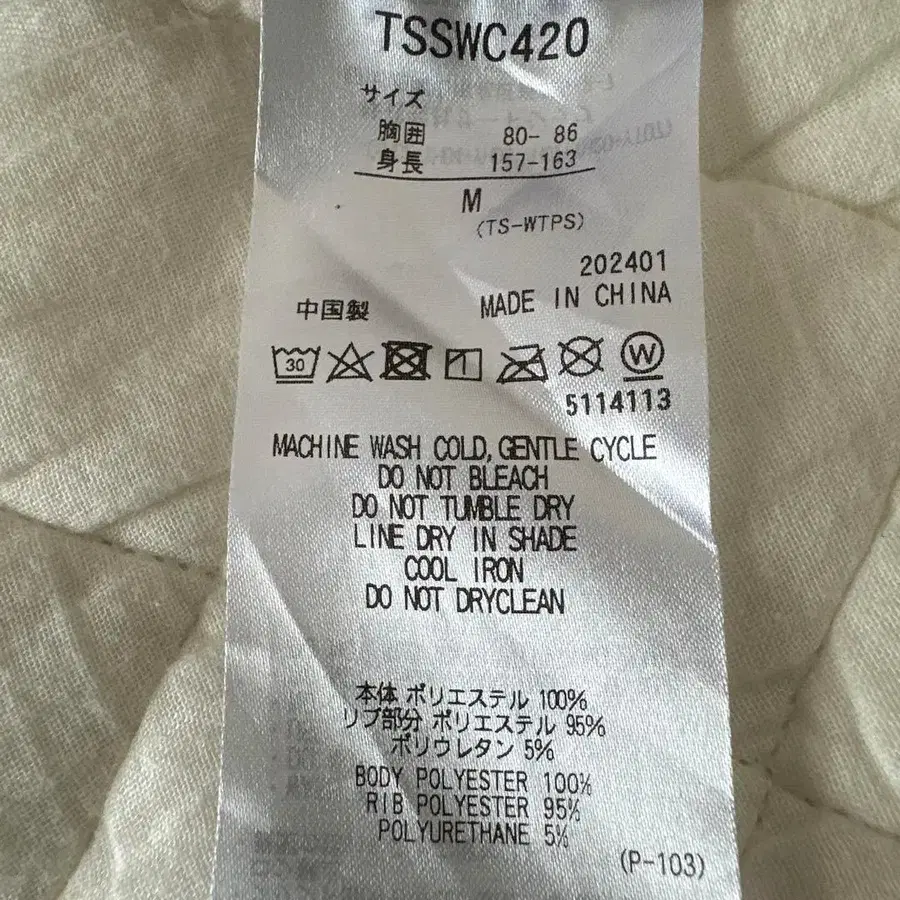 TSSWC420
サイズ
胸囲 80- 86
身長 157-163
M
(TS-WTPS)
202401
中国製 MADE IN CHINA
30
W
5114113
MACHINE WASH COLD, GENTLE CYCLE
DO NOT BLEACH
DO NOT TUMBLE DRY
LINE DRY IN SHADE
COOL IRON
DO NOT DRYCLEAN
本体 ポリエステル 100%
リブ部分 ポリエステル 95%
ポリウレタン 5%
BODY POLYESTER 100%
RIB POLYESTER 95%
POLYURETHANE 5%
(P-103)